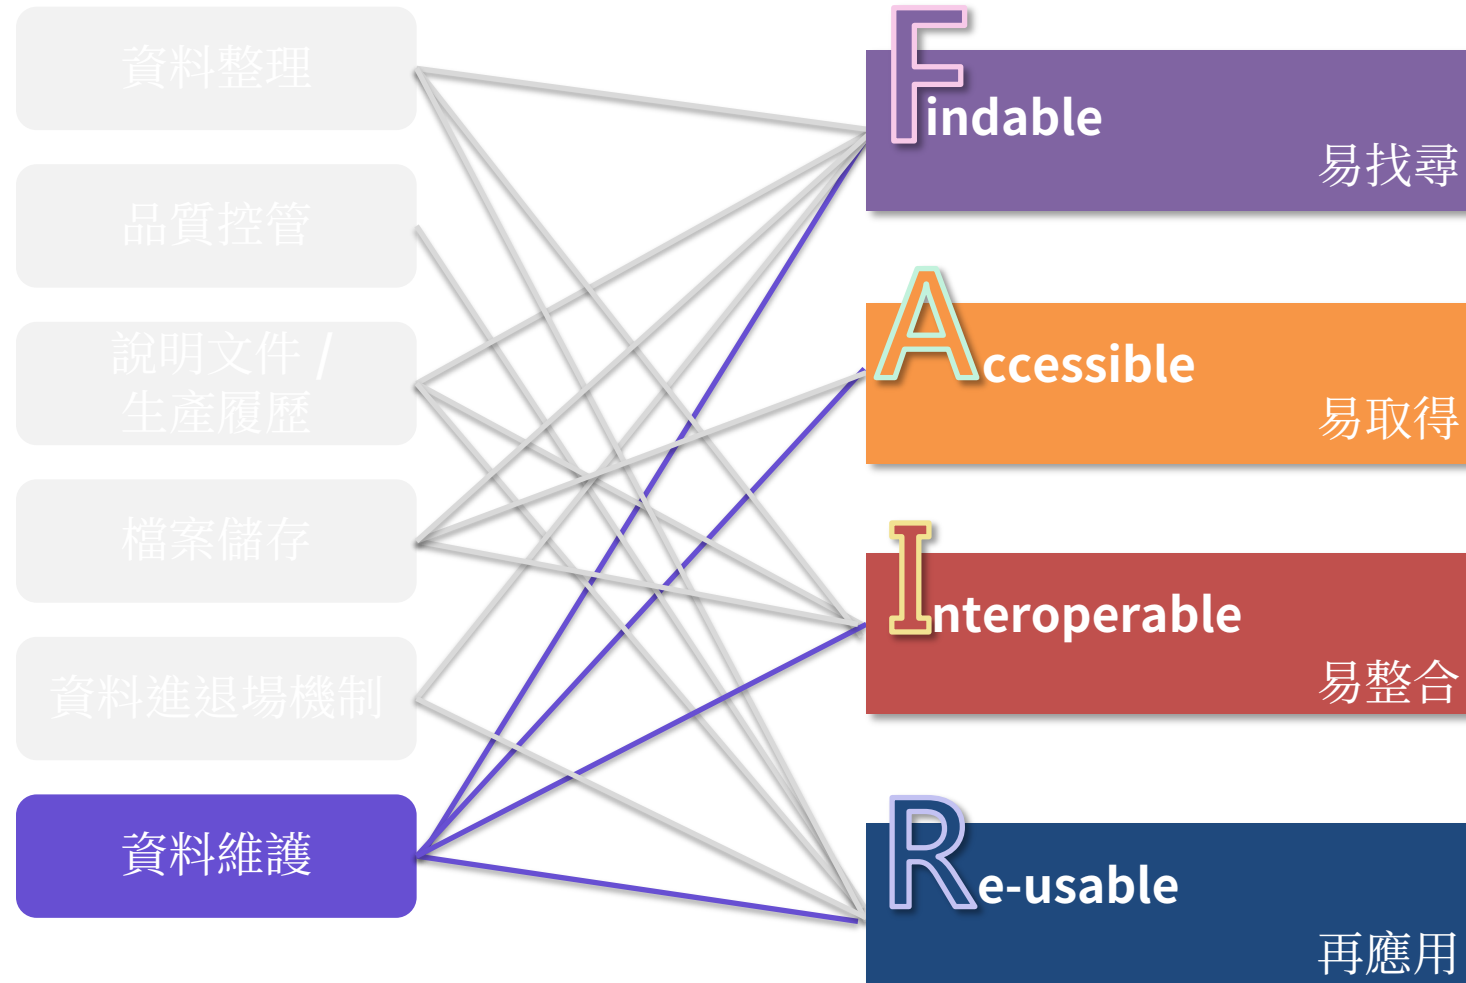 資料整理
品質控管
說明文件 /
生產履歷
檔案儲存
資料進退場機制
資料維護
Findable
易找尋
Accessible
易取得
Interoperable
易整合
Re-usable
再應用